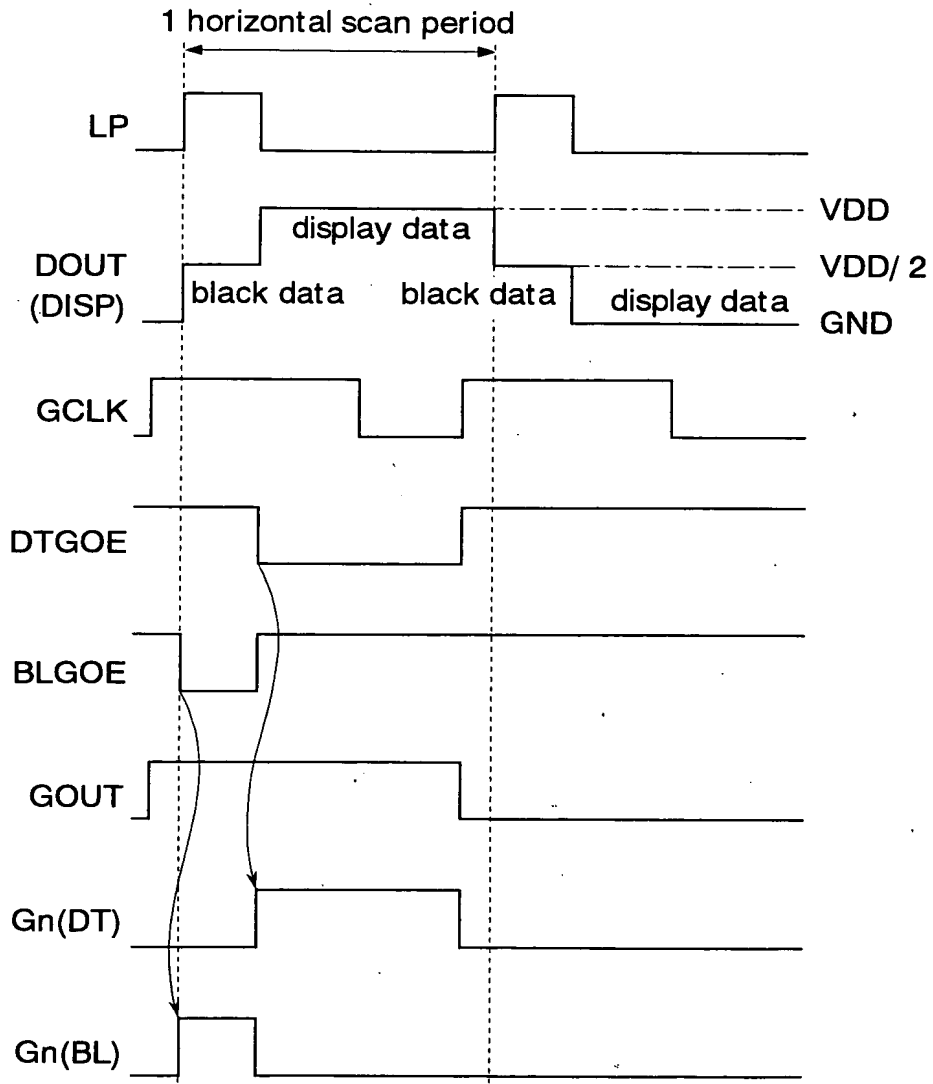 1 horizontal scan period
LP
VDD
display data
DOUT
(DISP)
VDD/ 2
black data
black data
display data
GND
GCLK
DTGOE
BLGOE
GOUT
Gn(DT)
Gn(BL)